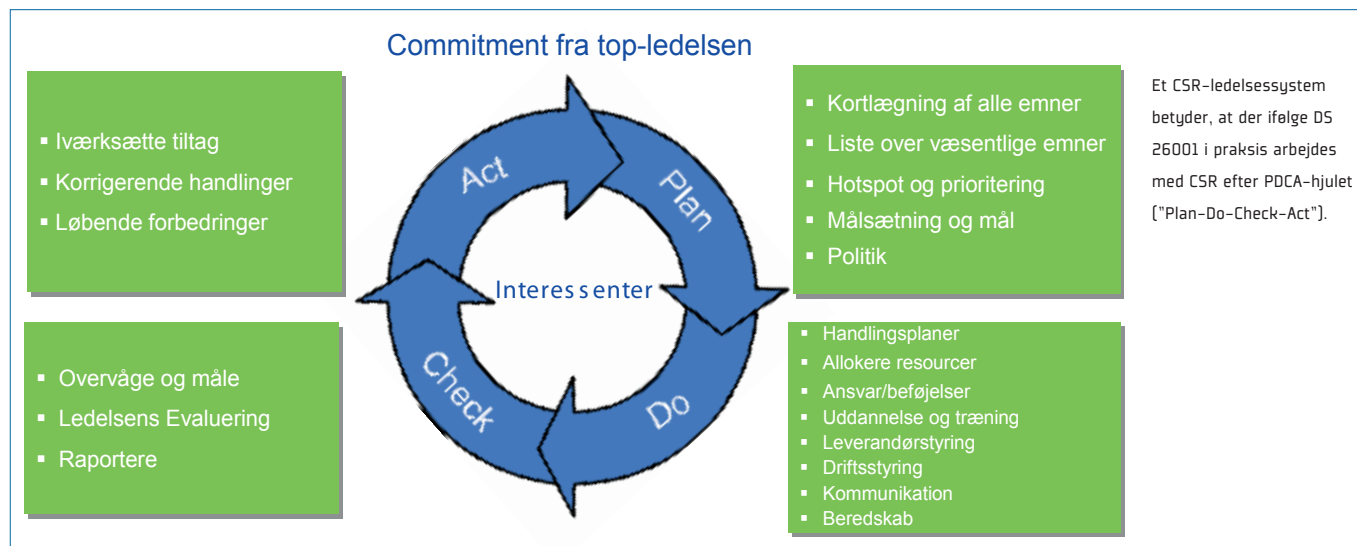 Commitment fra top-ledelsen
▪ Iværksætte tiltag
▪ Korrigerende handlinger
▪ Løbende forbedringer
Act
Plan
▪ Kortlægning af alle emner
▪ Liste over væsentlige emner
▪ Hotspot og prioritering
▪ Målsætning og mål
▪ Politik
Et CSR-ledelsessystem
betyder, at der ifølge DS
26001 i praksis arbejdes
med CSR efter PDCA-hjulet
("Plan-Do-Check-Act").
Interessenter
▪ Overvåge og måle
▪ Ledelsens Evaluering
▪ Raportere
Check
Do
▪ Handlingsplaner
▪ Allokere resourcer
▪ Ansvar/beføjelser
▪ Uddannelse og træning
▪ Leverandørstyring
▪ Driftsstyring
▪ Kommunikation
▪ Beredskab